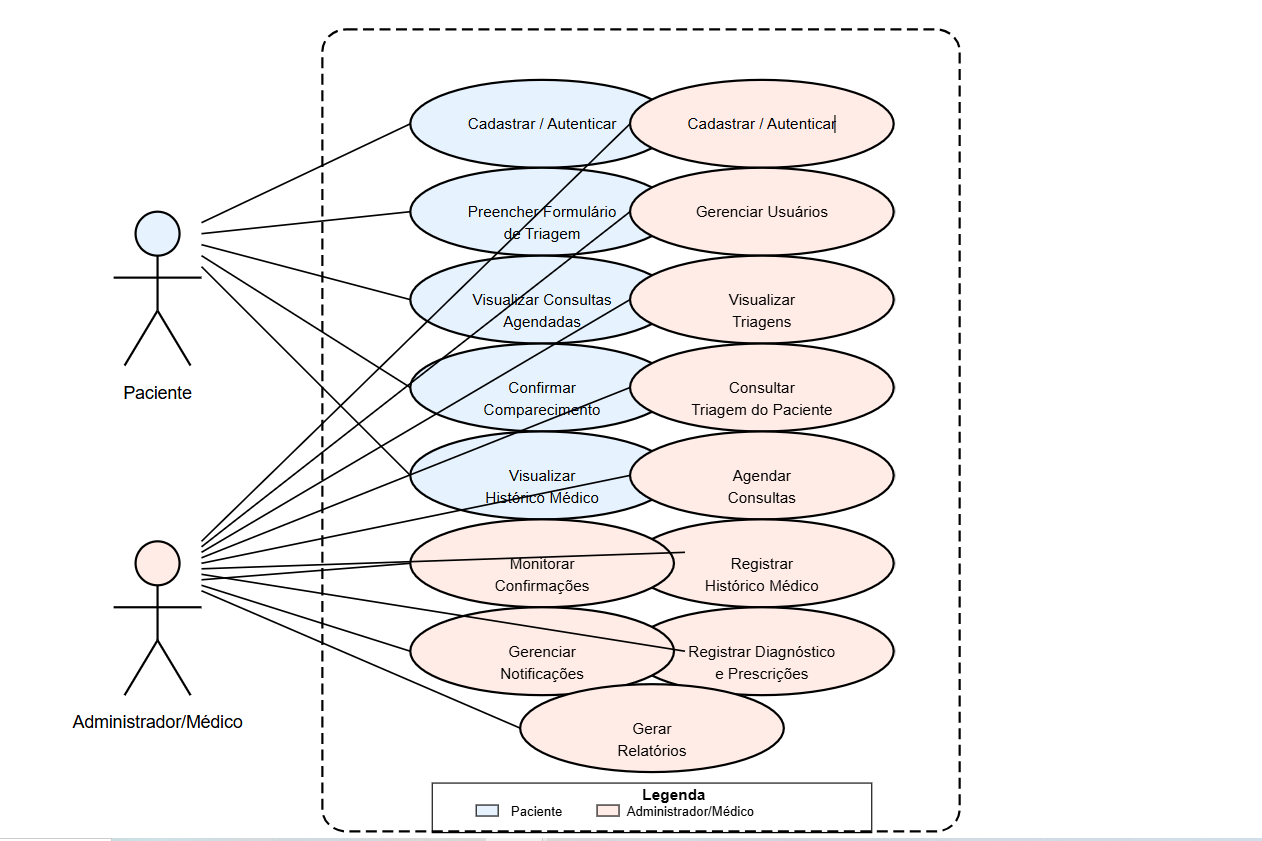 Cadastrar / Autenticar
Cadastrar / Autenticar
Preencher Formulário
de Triagem
Gerenciar Usuários
Visualizar Consultas
Agendadas
Visualizar
Triagens
Paciente
Confirmar
Comparecimento
Consultar
Triagem do Paciente
Visualizar
Histórico Médico
Agendar
Consultas
Monitorar
Confirmações
Registrar
Histórico Médico
Administrador/Médico
Gerenciar
Notificações
Registrar Diagnóstico
e Prescrições
Gerar
Relatórios
Legenda
Paciente
Administrador/Médico